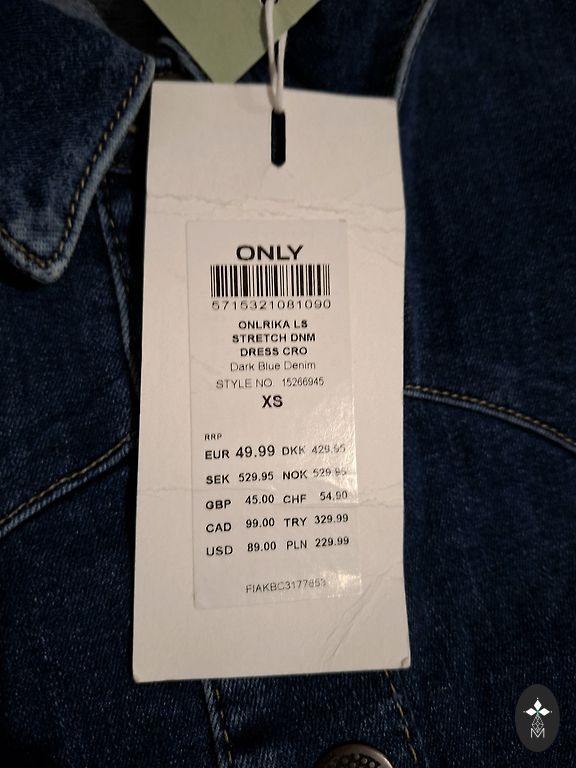 ONLY
5715321081090
ONLRIKA LS
STRETCH DNM
DRESS CRO
Dark Blue Denim
STYLE NO. 15266945
XS
RRP
EUR 49.99 DKK 429.95
SEK 529.95 NOK 529.95
GBP 45.00 CHF 54.90
CAD 99.00 TRY 329.99
USD 89.00 PLN 229.99
FIAKBC3177853